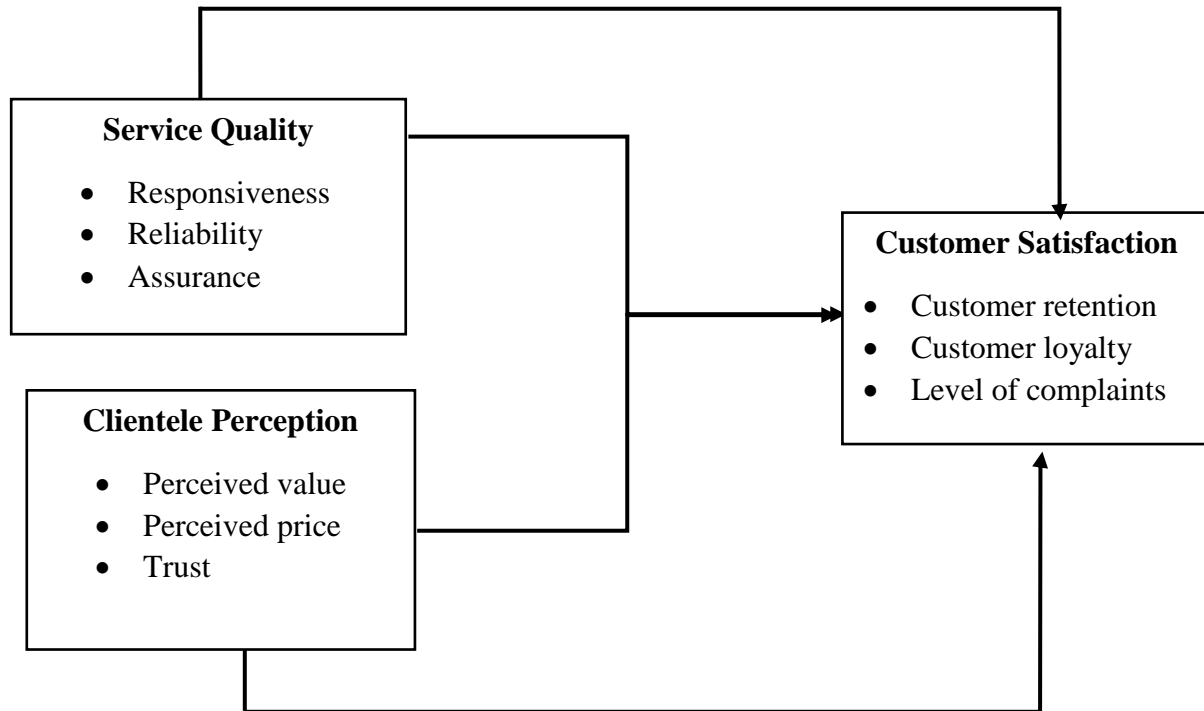 Service Quality
• Responsiveness
• Reliability
• Assurance
Clientele Perception
• Perceived value
• Perceived price
• Trust
Customer Satisfaction
• Customer retention
• Customer loyalty
• Level of complaints